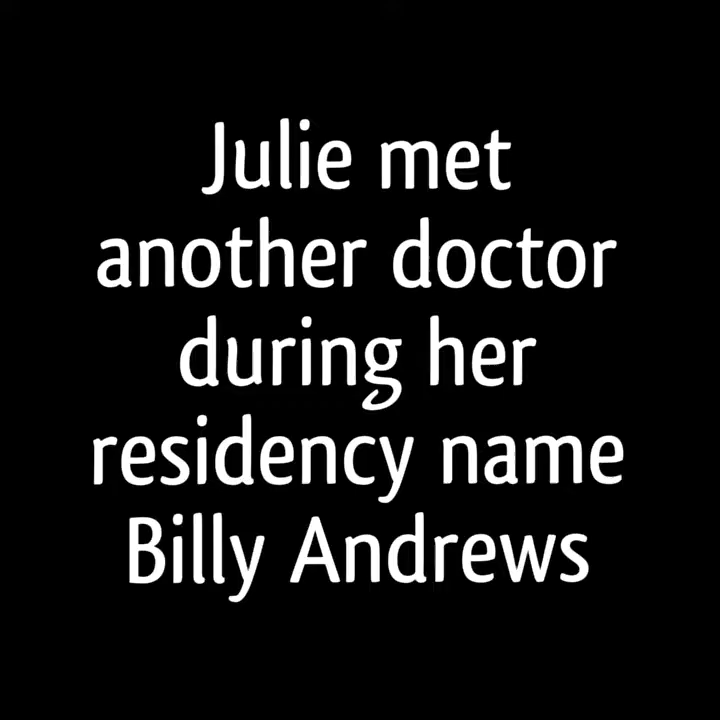 Julie met
another doctor
during her
residency name
Billy Andrews